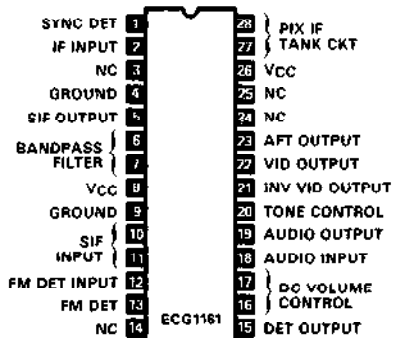 SYNC DET 1
IF INPUT 2
NC 3
GROUND 4
SIF OUTPUT 5
BANDPASS FILTER 6 7
VCC 8
GROUND 9
SIF INPUT 10 11
FM DET INPUT 12
FM DET 13
NC 14
ECG1161
28 27 PIX IF TANK CKT
26 VCC
25 NC
24 NC
23 AFT OUTPUT
22 VID OUTPUT
21 INV VID OUTPUT
20 TONE CONTROL
19 AUDIO OUTPUT
18 AUDIO INPUT
17 16 DC VOLUME CONTROL
15 DET OUTPUT